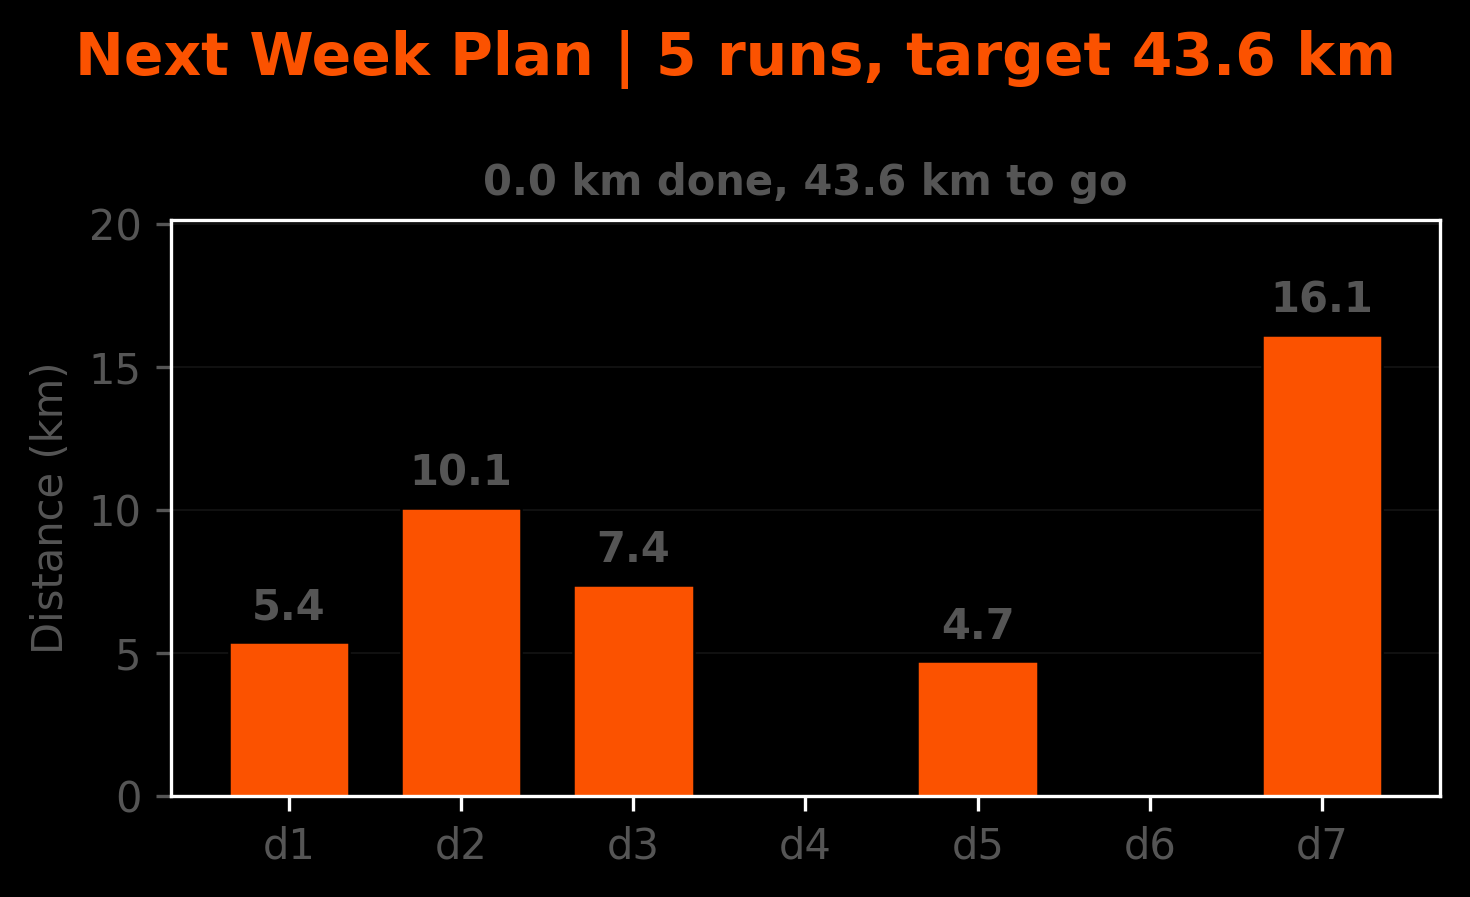 Next Week Plan | 5 runs, target 43.6 km
0.0 km done, 43.6 km to go
Distance (km)
20
15
10
5
0
5.4
10.1
7.4
4.7
16.1
d1 d2 d3 d4 d5 d6 d7